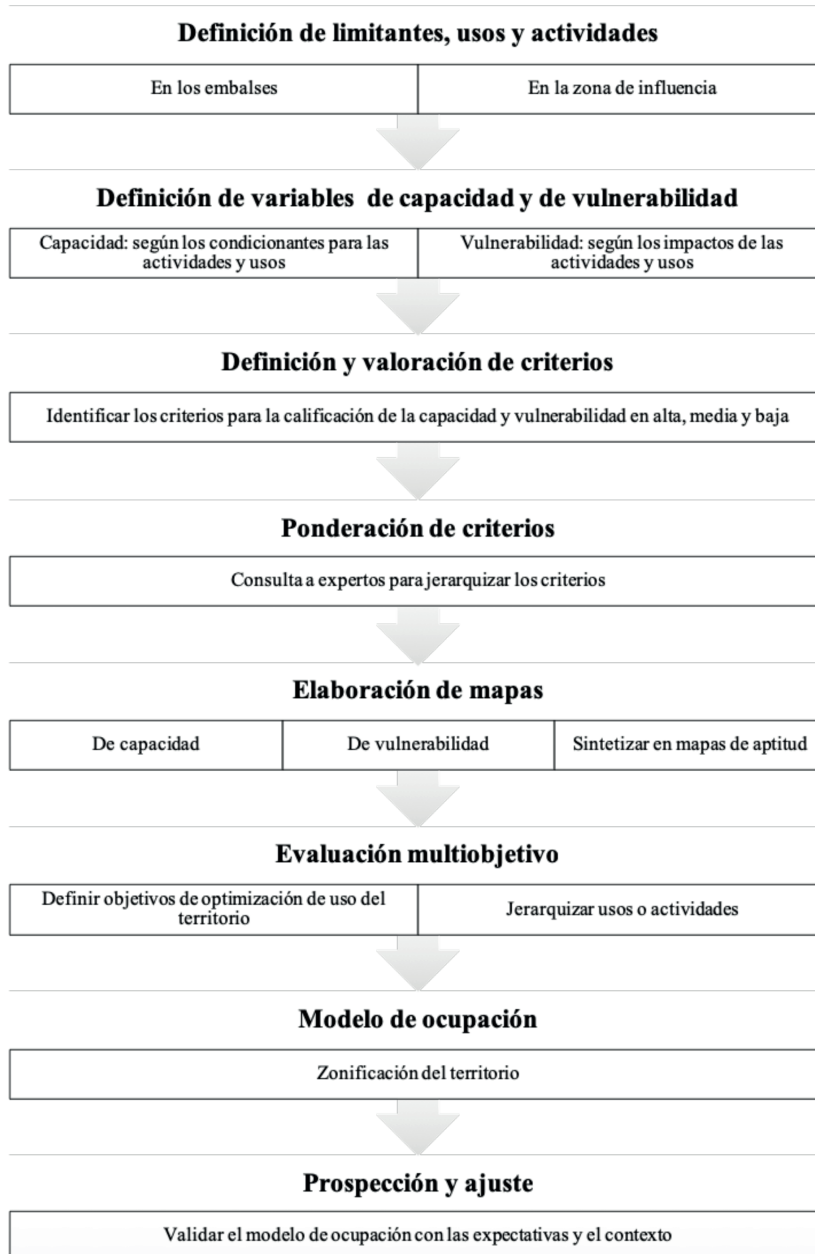 Definición de limitantes, usos y actividades
En los embalses
En la zona de influencia
Definición de variables de capacidad y de vulnerabilidad
Capacidad: según los condicionantes para las
actividades y usos
Vulnerabilidad: según los impactos de las
actividades y usos
Definición y valoración de criterios
Identificar los criterios para la calificación de la capacidad y vulnerabilidad en alta, media y baja
Ponderación de criterios
Consulta a expertos para jerarquizar los criterios
Elaboración de mapas
De capacidad
De vulnerabilidad
Sintetizar en mapas de aptitud
Evaluación multiobjetivo
Definir objetivos de optimización de uso del
territorio
Jerarquizar usos o actividades
Modelo de ocupación
Zonificación del territorio
Prospección y ajuste
Validar el modelo de ocupación con las expectativas y el contexto